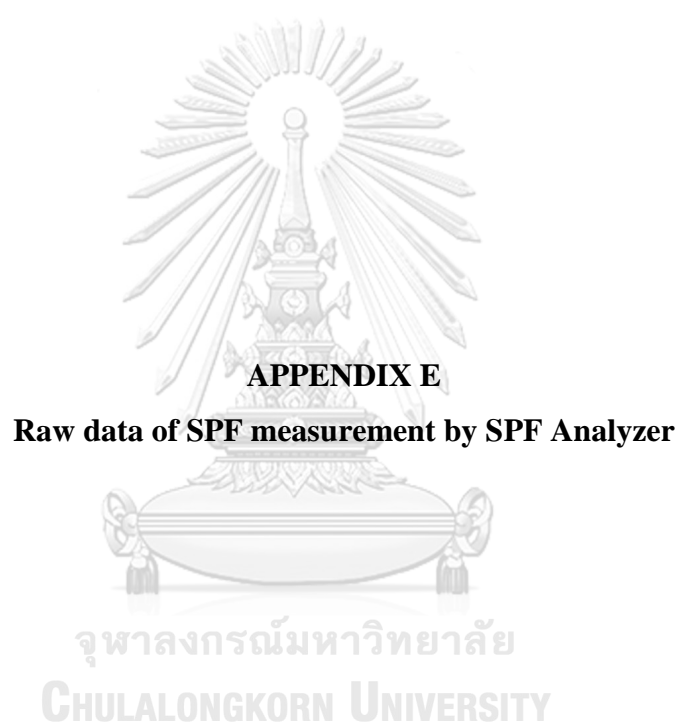 APPENDIX E
Raw data of SPF measurement by SPF Analyzer
จุฬาลงกรณ์มหาวิทยาลัย
CHULALONGKORN UNIVERSITY